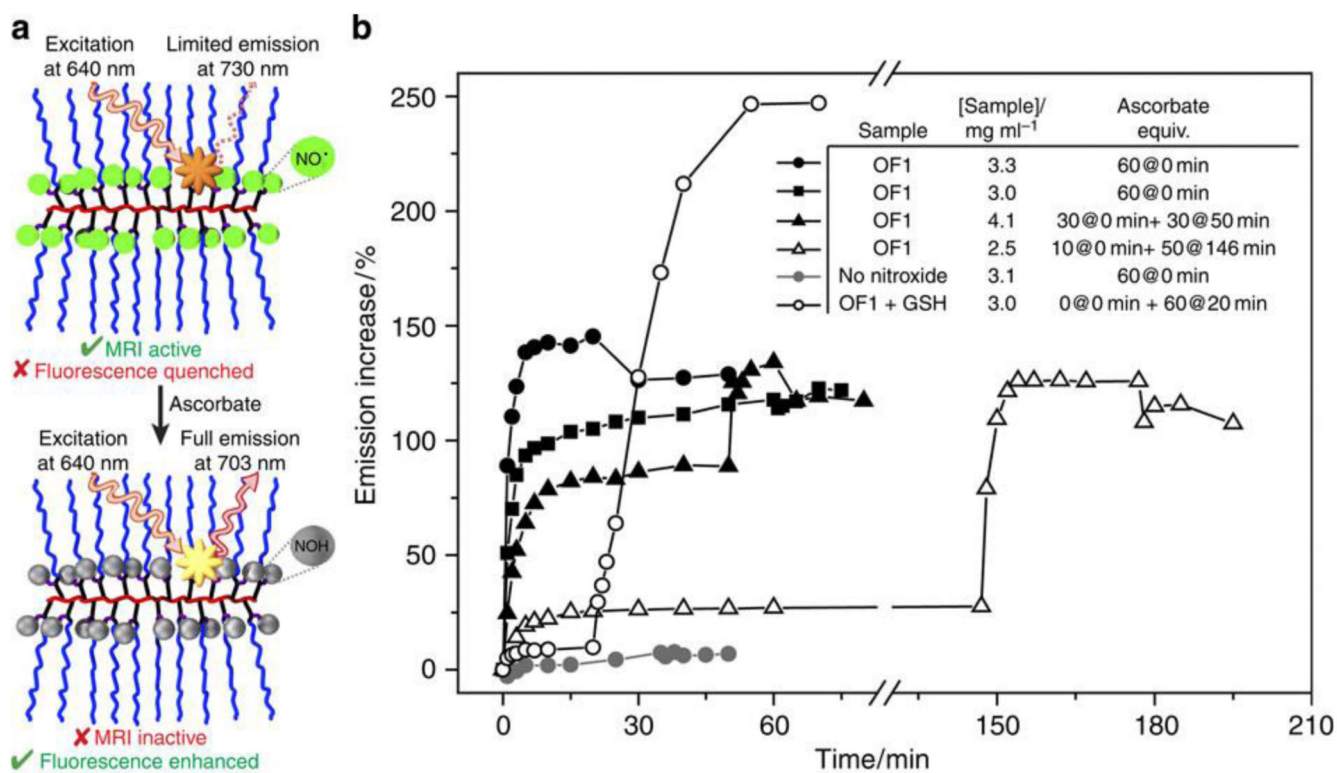 a
Excitation
at 640 nm
Limited emission
at 730 nm
NO•
✔ MRI active
✘ Fluorescence quenched
Ascorbate
Excitation
at 640 nm
Full emission
at 703 nm
NOH
✘ MRI inactive
✔ Fluorescence enhanced
b
Emission increase/%
250
200
150
100
50
0
0 30 60 150 180 210
Time/min
Sample [Sample]/ mg ml⁻¹ Ascorbate equiv.
OF1 3.3 60@0 min
OF1 3.0 60@0 min
OF1 4.1 30@0 min+ 30@50 min
OF1 2.5 10@0 min+ 50@146 min
No nitroxide 3.1 60@0 min
OF1 + GSH 3.0 0@0 min + 60@20 min